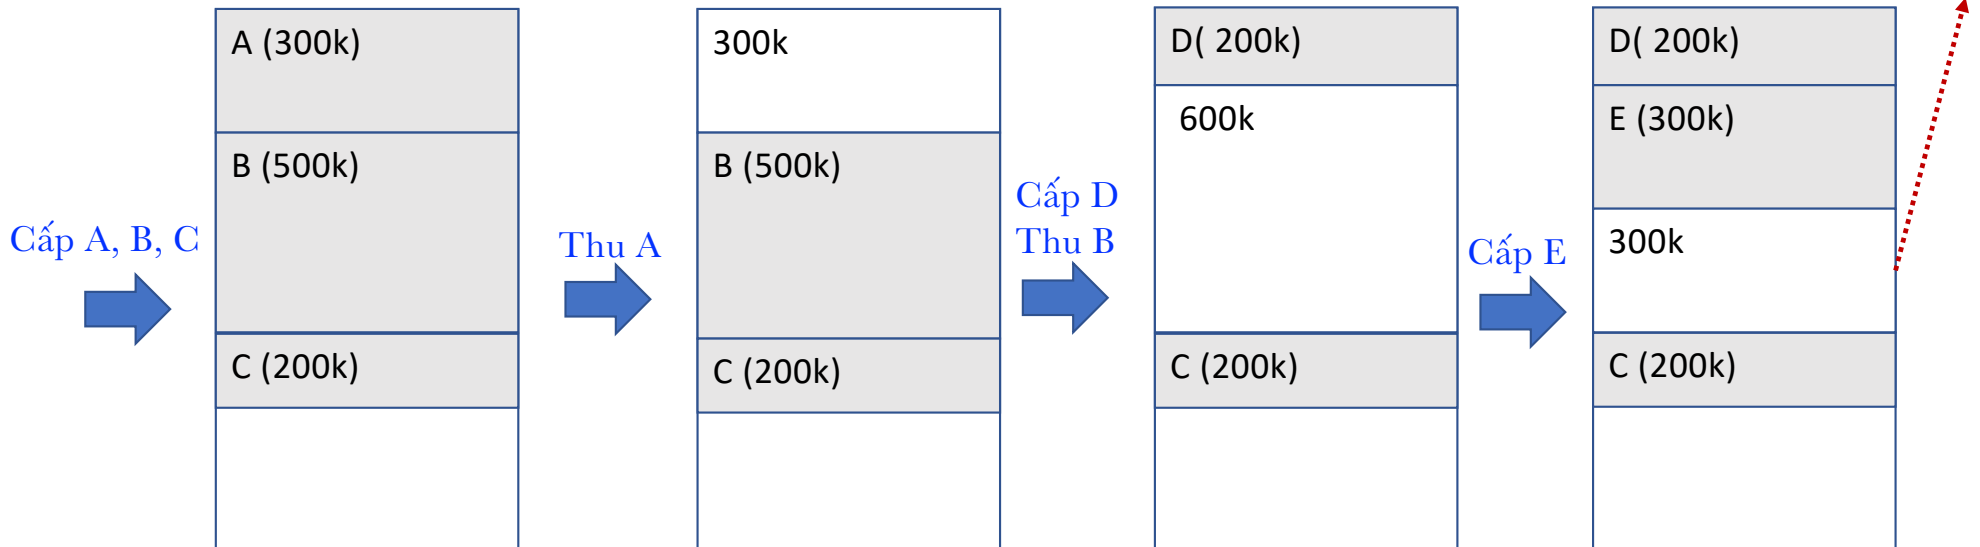 Cấp A, B, C
A (300k)
B (500k)
C (200k)
Thu A
300k
B (500k)
C (200k)
Cấp D
Thu B
D( 200k)
600k
C (200k)
Cấp E
D( 200k)
E (300k)
300k
C (200k)